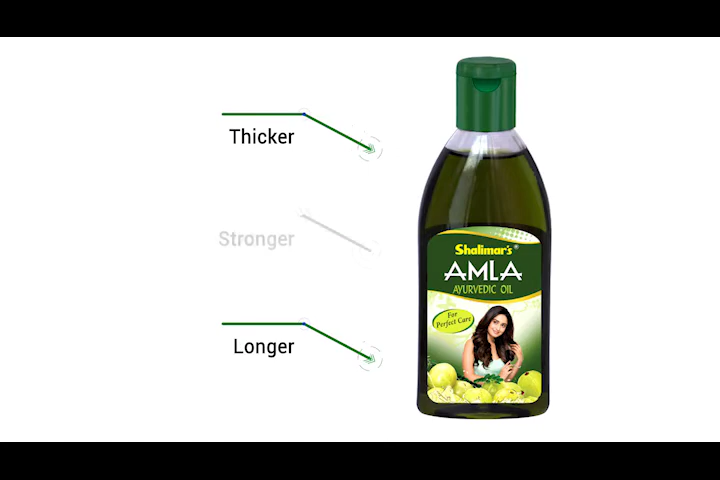 Thicker
Stronger
Longer
Shalimar's®
AMLA
AYURVEDIC OIL
For
Perfect Care